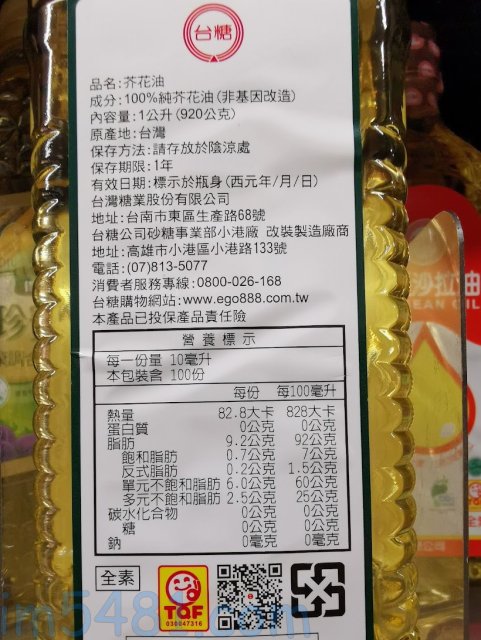 台糖
品名:芥花油
成分:100%純芥花油(非基因改造)
內容量:1公升(920公克)
原產地:台灣
保存方法:請存放於陰涼處
保存期限:1年
有效日期:標示於瓶身(西元年/月/日)
台灣糖業股份有限公司
地址:台南市東區生產路68號
台糖公司砂糖事業部小港廠 改裝製造廠商
地址:高雄市小港區小港路133號
電話:(07)813-5077
消費者服務專線:0800-026-168
台糖購物網站:www.ego888.com.tw
本產品已投保產品責任險
營養標示
每一份量 10毫升
本包裝含 100份
每份 每100毫升
熱量 82.8大卡 828大卡
蛋白質 0公克 0公克
脂肪 9.2公克 92公克
飽和脂肪 0.7公克 7公克
反式脂肪 0.2公克 1.5公克
單元不飽和脂肪 6.0公克 60公克
多元不飽和脂肪 2.5公克 25公克
碳水化合物 0公克 0公克
糖 0公克 0公克
鈉 0毫克 0毫克
全素
TQF
030047316
沙拉油
EAN OIL